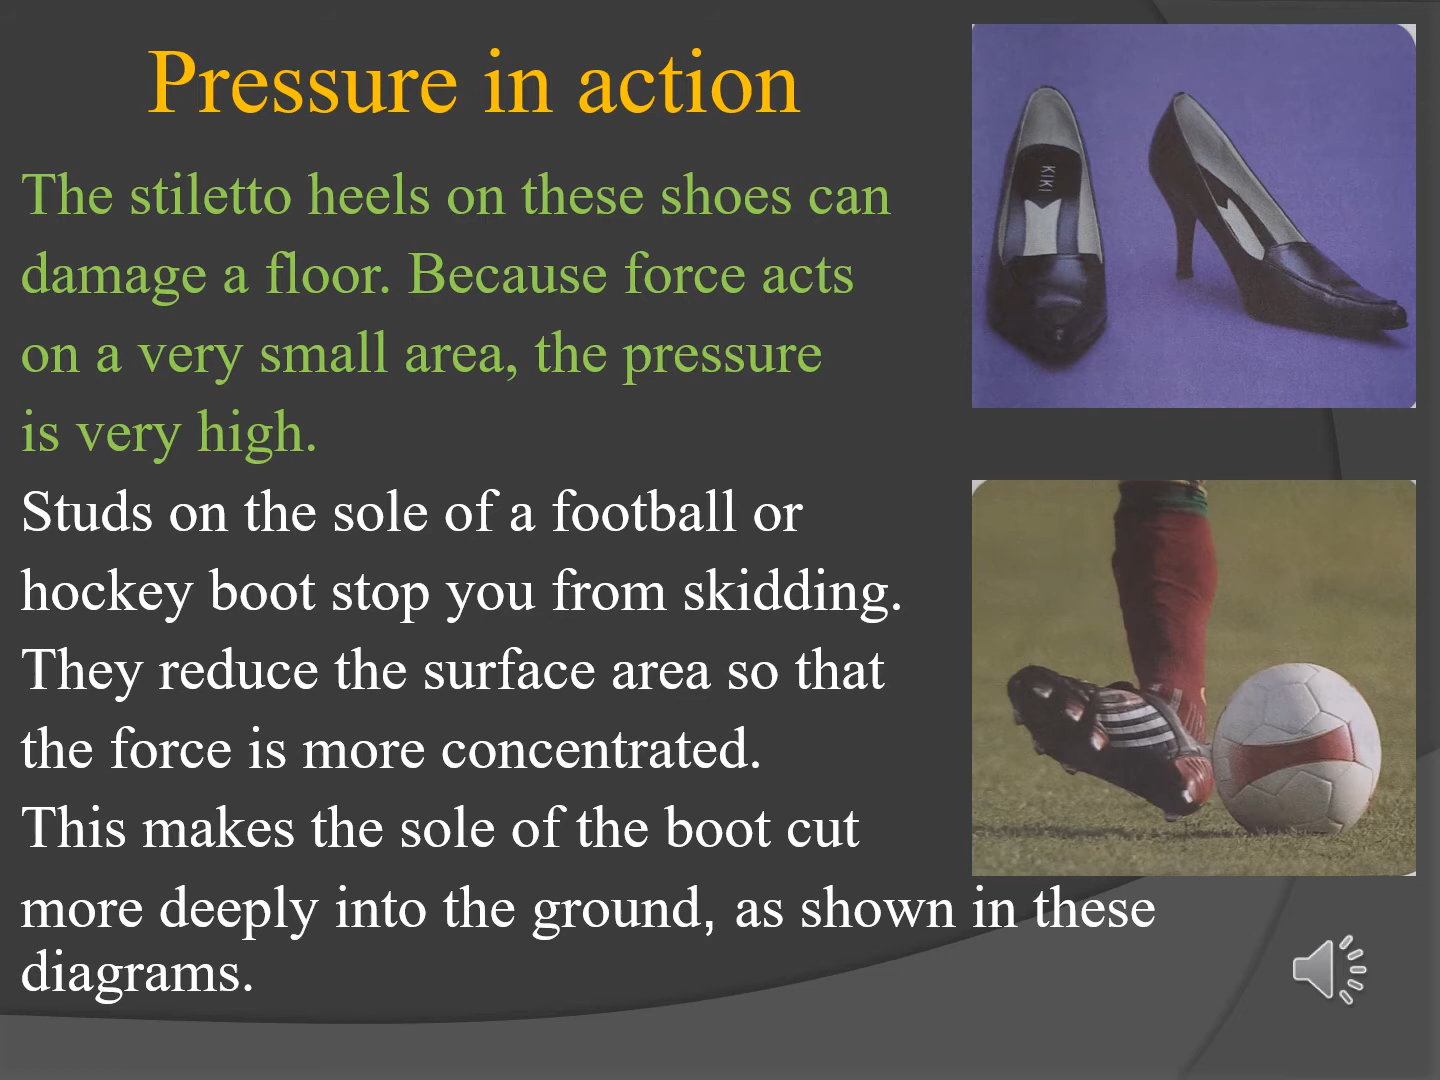 Pressure in action
The stiletto heels on these shoes can
damage a floor. Because force acts
on a very small area, the pressure
is very high.
Studs on the sole of a football or
hockey boot stop you from skidding.
They reduce the surface area so that
the force is more concentrated.
This makes the sole of the boot cut
more deeply into the ground, as shown in these
diagrams.
KIKI